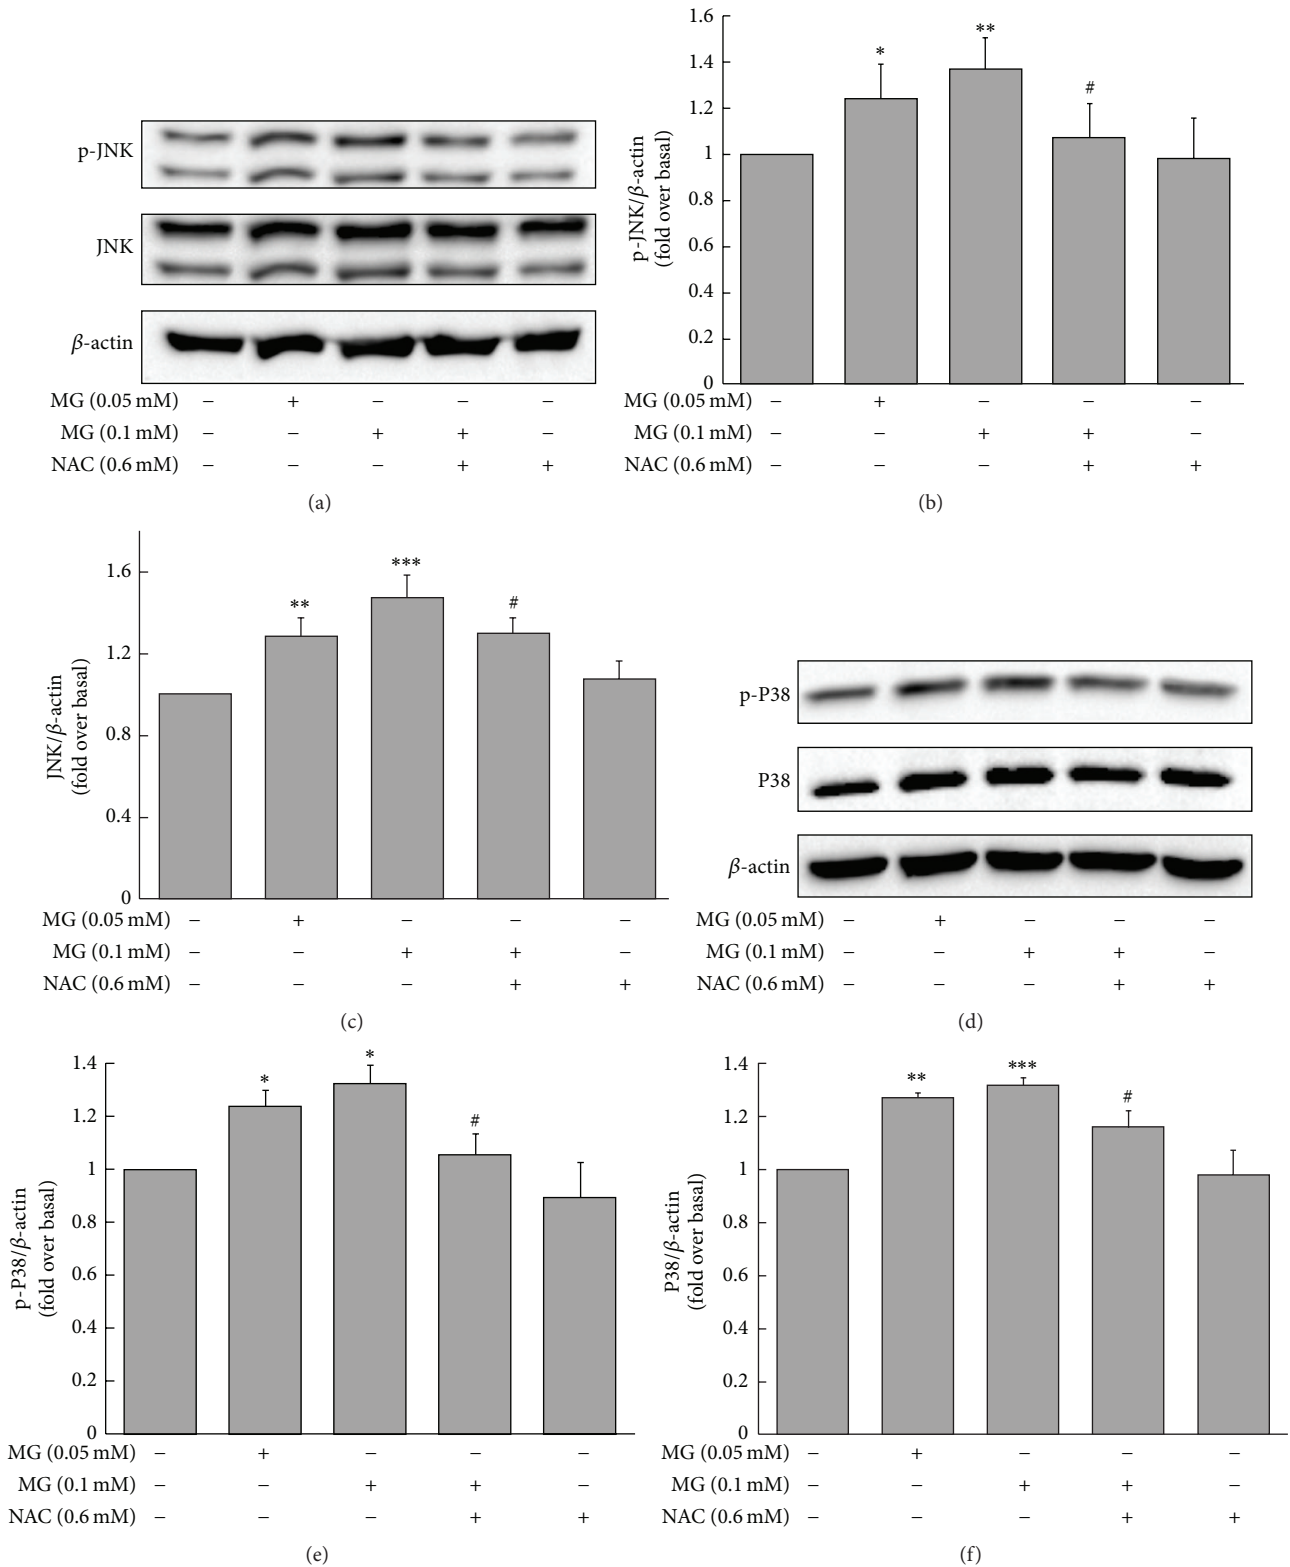 p-JNK
JNK
β-actin
MG (0.05 mM) − + − − −
MG (0.1 mM) − − + + −
NAC (0.6 mM) − − − + +
(a)
p-JNK/β-actin
(fold over basal)
1.6
1.4
1.2
1
0.8
0.6
0.4
0.2
0
*
**
#
MG (0.05 mM) − + − − −
MG (0.1 mM) − − + + −
NAC (0.6 mM) − − − + +
(b)
JNK/β-actin
(fold over basal)
1.6
1.2
0.8
0.4
0
**
***
#
MG (0.05 mM) − + − − −
MG (0.1 mM) − − + + −
NAC (0.6 mM) − − − + +
(c)
p-P38
P38
β-actin
MG (0.05 mM) − + − − −
MG (0.1 mM) − − + + −
NAC (0.6 mM) − − − + +
(d)
p-P38/β-actin
(fold over basal)
1.4
1.2
1
0.8
0.6
0.4
0.2
0
*
*
#
MG (0.05 mM) − + − − −
MG (0.1 mM) − − + + −
NAC (0.6 mM) − − − + +
(e)
P38/β-actin
(fold over basal)
1.4
1.2
1
0.8
0.6
0.4
0.2
0
**
***
#
MG (0.05 mM) − + − − −
MG (0.1 mM) − − + + −
NAC (0.6 mM) − − − + +
(f)